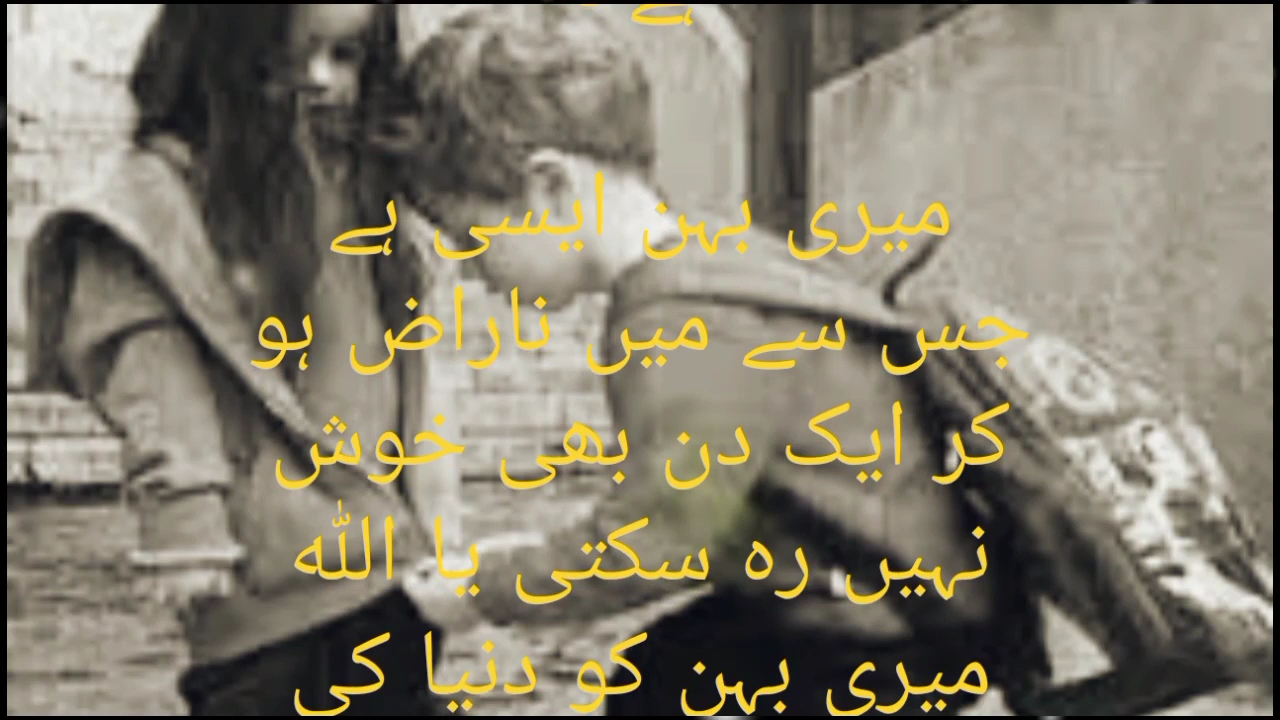 ہے
میری بہن ایسی ہے
جس سے میں ناراض ہو
کر ایک دن بھی خوش
نہیں رہ سکتی یا اللہ
میری بہن کو دنیا کی